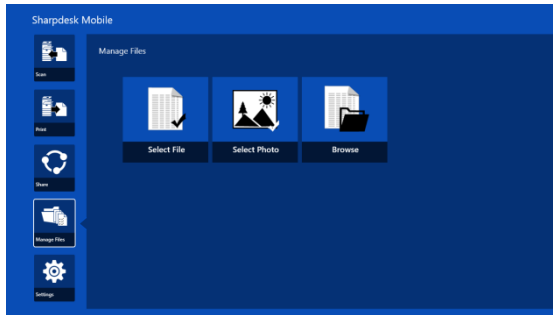 Sharpdesk Mobile
Scan
Print
Share
Manage Files
Settings
Manage Files
Select File
Select Photo
Browse